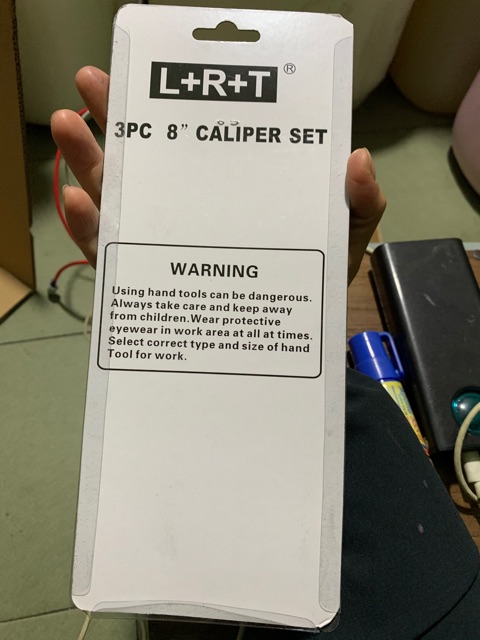 L+R+T ®
3PC 8" CALIPER SET
WARNING
Using hand tools can be dangerous.
Always take care and keep away
from children.Wear protective
eyewear in work area at all at times.
Select correct type and size of hand
Tool for work.